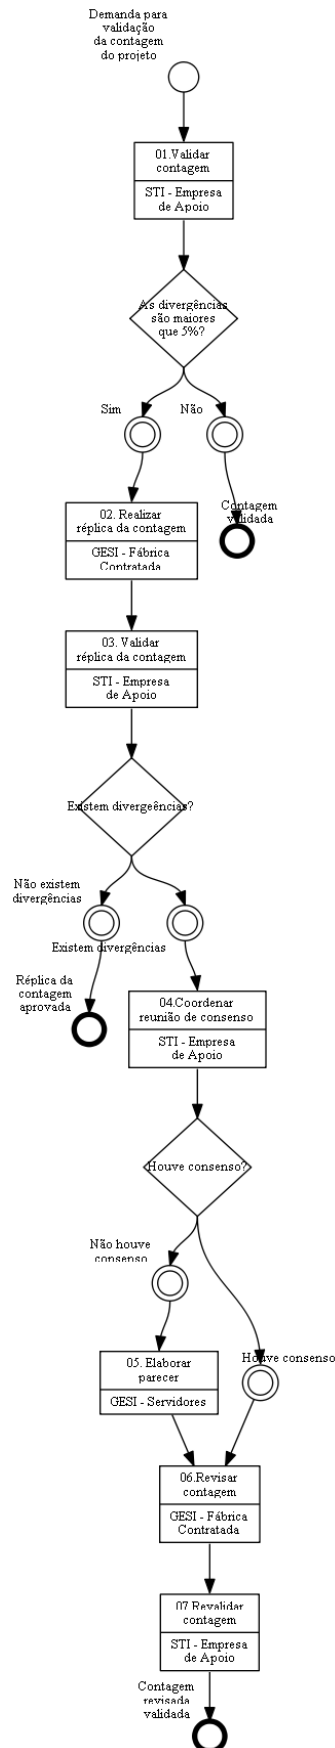 Demanda para
validação
da contagem
do projeto
01.Validar
contagem
STI - Empresa
de Apoio
As divergências
são maiores
que 5%?
Sim
Não
Contagem
validada
02. Realizar
réplica da contagem
GESI - Fábrica
Contratada
03. Validar
réplica da contagem
STI - Empresa
de Apoio
Existem divergeências?
Não existem
divergências
Existem divergências
Réplica da
contagem
aprovada
04.Coordenar
reunião de consenso
STI - Empresa
de Apoio
Houve consenso?
Não houve
consenso
Houve consenso
05. Elaborar
parecer
GESI - Servidores
06.Revisar
contagem
GESI - Fábrica
Contratada
07.Revalidar
contagem
STI - Empresa
de Apoio
Contagem
revisada
validada